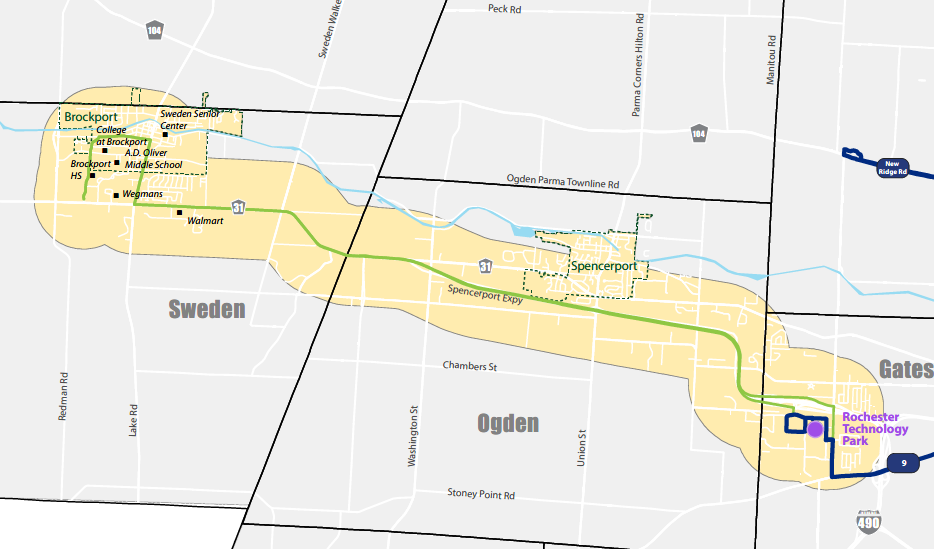 Peck Rd
104
Sweden Walke
Parma Corners Hilton Rd
Manitou Rd
Brockport
Sweden Senior
Center
College
at Brockport
A.D. Oliver
Middle School
Brockport
HS
104
New
Ridge Rd
Ogden Parma Townline Rd
Wegmans
31
Walmart
31
Spencerport
Spencerport Expy
Sweden
Chambers St
Gates
Redman Rd
Lake Rd
Washington St
Ogden
Union St
Rochester
Technology
Park
9
Stoney Point Rd
490